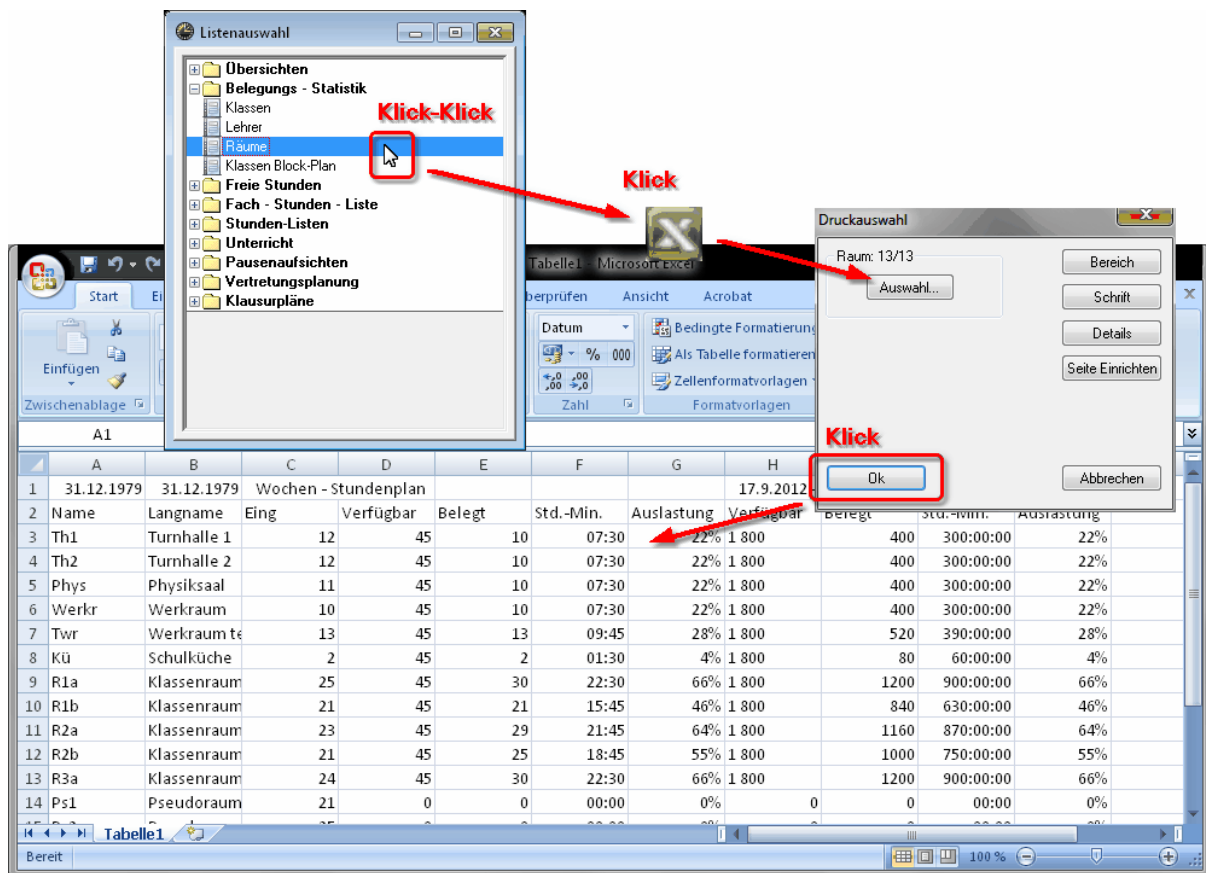 Listenauswahl
Übersichten
Belegungs - Statistik
Klassen
Lehrer
Räume
Klassen Block-Plan
Freie Stunden
Fach - Stunden - Liste
Stunden-Listen
Unterricht
Pausenaufsichten
Vertretungsplanung
Klausurpläne
Klick-Klick
Klick
Druckauswahl
Raum: 13/13
Auswahl...
Bereich
Schrift
Details
Seite Einrichten
Klick
Ok
Abbrechen
Tabelle1 - Microsoft Excel
Start
Ansicht Acrobat
Einfügen
Zwischenablage
Datum
% 000
Zahl
Als Tabelle formatieren
Zellenformatvorlagen
Formatvorlagen
A1
A B C D E F G H
1 31.12.1979 31.12.1979 Wochen - Stundenplan 17.9.2012
2 Name Langname Eing Verfügbar Belegt Std.-Min. Auslastung Verfügbar Belegt Std.-Min. Auslastung
3 Th1 Turnhalle 1 12 45 10 07:30 22% 1 800 400 300:00:00 22%
4 Th2 Turnhalle 2 12 45 10 07:30 22% 1 800 400 300:00:00 22%
5 Phys Physiksaal 11 45 10 07:30 22% 1 800 400 300:00:00 22%
6 Werkr Werkraum 10 45 10 07:30 22% 1 800 400 300:00:00 22%
7 Twr Werkraum te 13 45 13 09:45 28% 1 800 520 390:00:00 28%
8 Kü Schulküche 2 45 2 01:30 4% 1 800 80 60:00:00 4%
9 R1a Klassenraum 25 45 30 22:30 66% 1 800 1200 900:00:00 66%
10 R1b Klassenraum 21 45 21 15:45 46% 1 800 840 630:00:00 46%
11 R2a Klassenraum 23 45 29 21:45 64% 1 800 1160 870:00:00 64%
12 R2b Klassenraum 21 45 25 18:45 55% 1 800 1000 750:00:00 55%
13 R3a Klassenraum 24 45 30 22:30 66% 1 800 1200 900:00:00 66%
14 Ps1 Pseudoraum 21 0 0 00:00 0% 0 0 00:00 0%
Tabelle1
Bereit
100 %